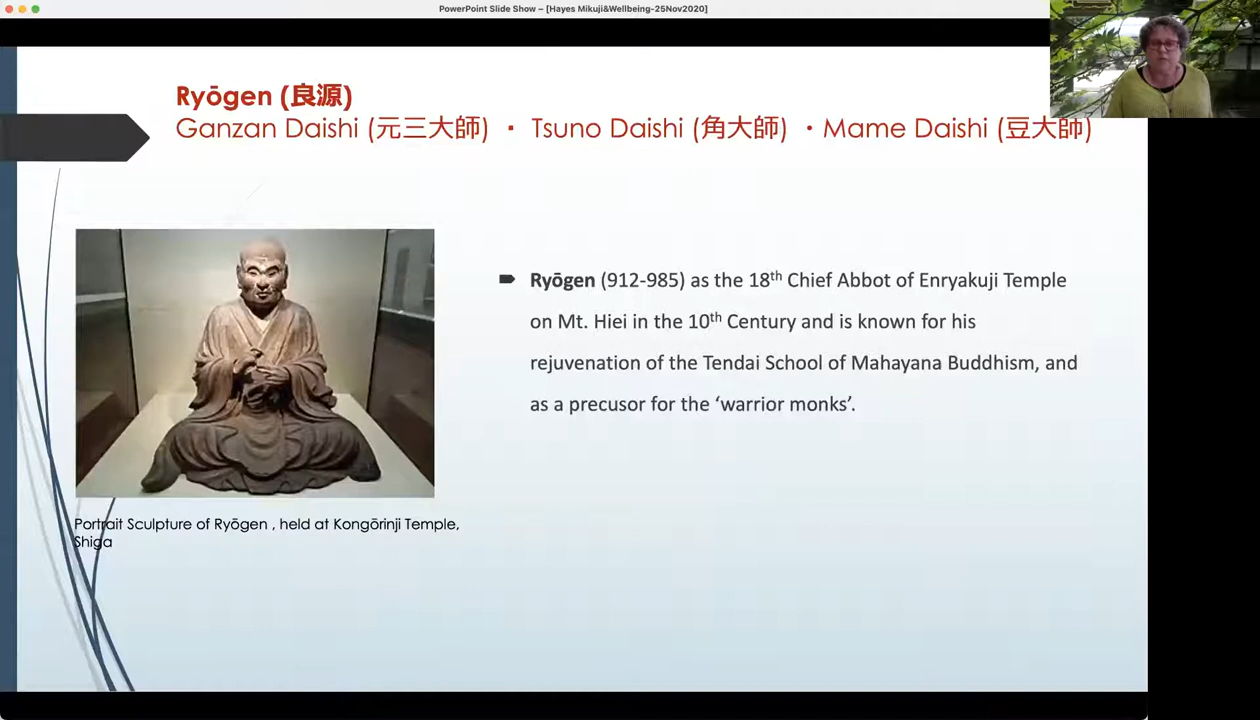 PowerPoint Slide Show – [Hayes Mikuji&Wellbeing-25Nov2020]
Ryōgen (良源)
Ganzan Daishi (元三大師) ・ Tsuno Daishi (角大師) ・Mame Daishi (豆大師)
Ryōgen (912-985) as the 18th Chief Abbot of Enryakuji Temple
on Mt. Hiei in the 10th Century and is known for his
rejuvenation of the Tendai School of Mahayana Buddhism, and
as a precusor for the ‘warrior monks’.
Portrait Sculpture of Ryōgen , held at Kongōrinji Temple,
Shiga